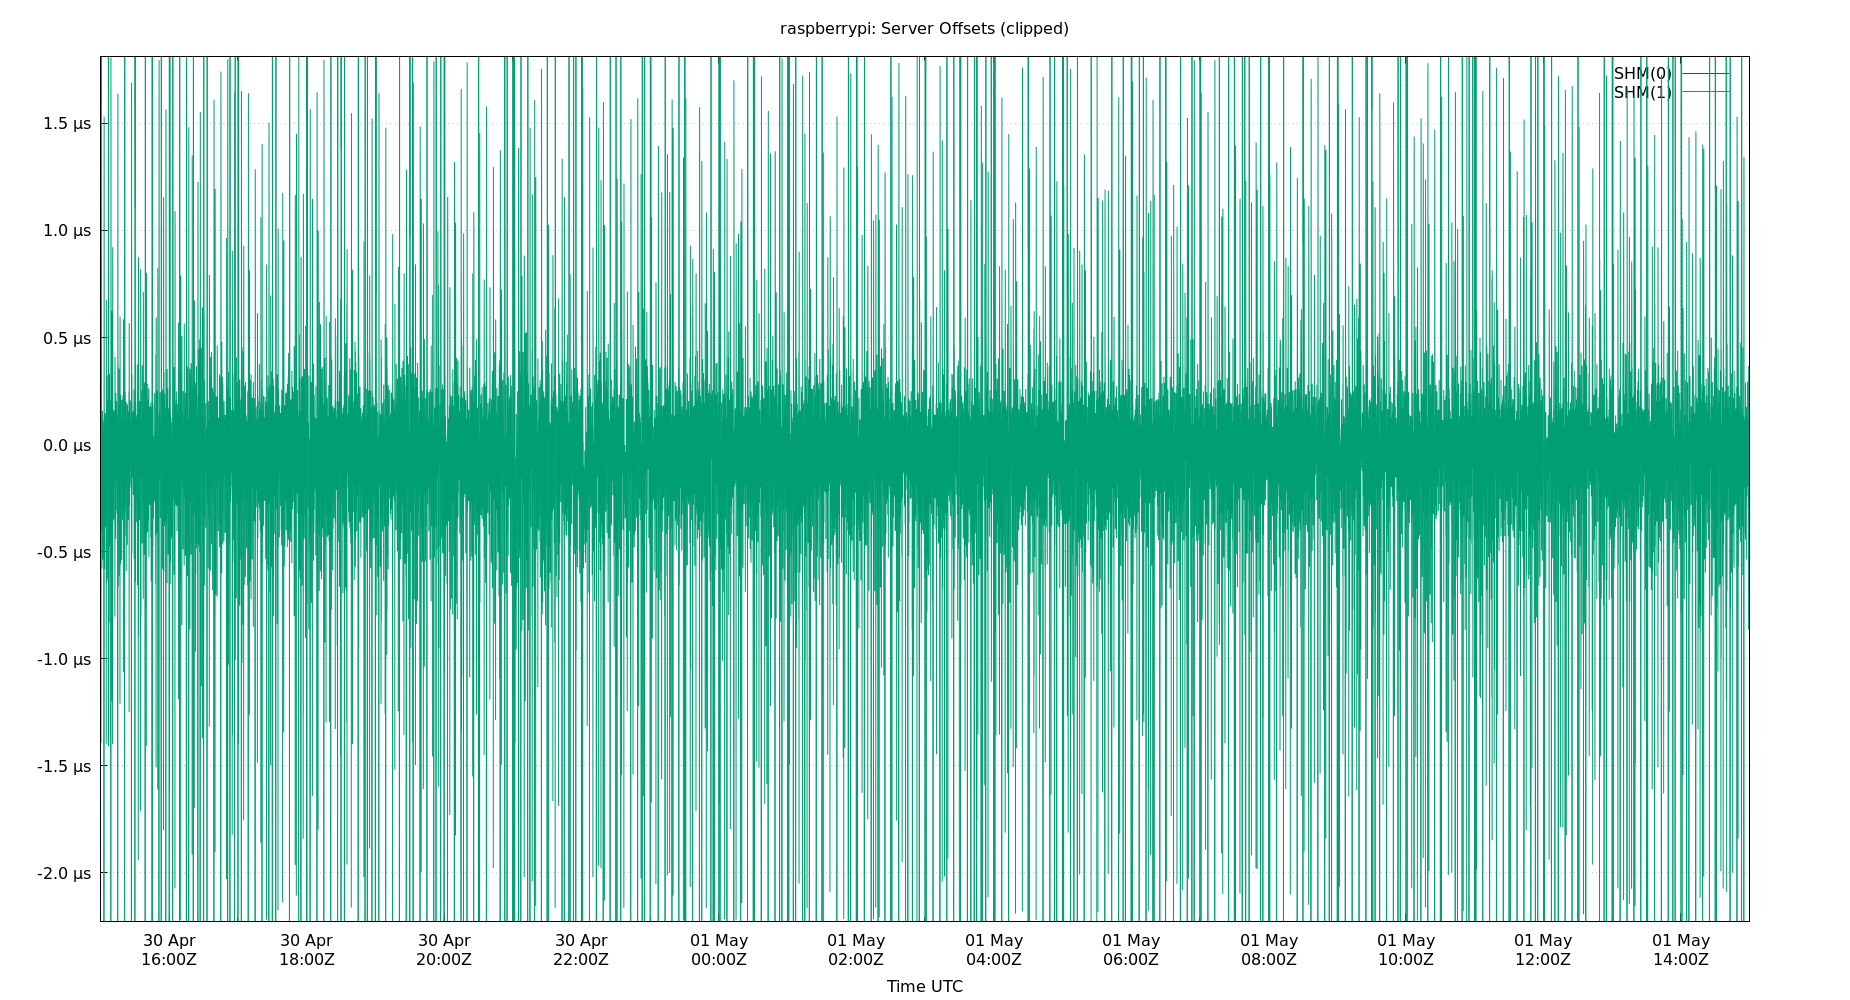 raspberrypi: Server Offsets (clipped)
SHM(0)
SHM(1)
1.5 µs
1.0 µs
0.5 µs
0.0 µs
-0.5 µs
-1.0 µs
-1.5 µs
-2.0 µs
30 Apr 30 Apr 30 Apr 30 Apr 01 May 01 May 01 May 01 May 01 May 01 May 01 May 01 May
16:00Z 18:00Z 20:00Z 22:00Z 00:00Z 02:00Z 04:00Z 06:00Z 08:00Z 10:00Z 12:00Z 14:00Z
Time UTC